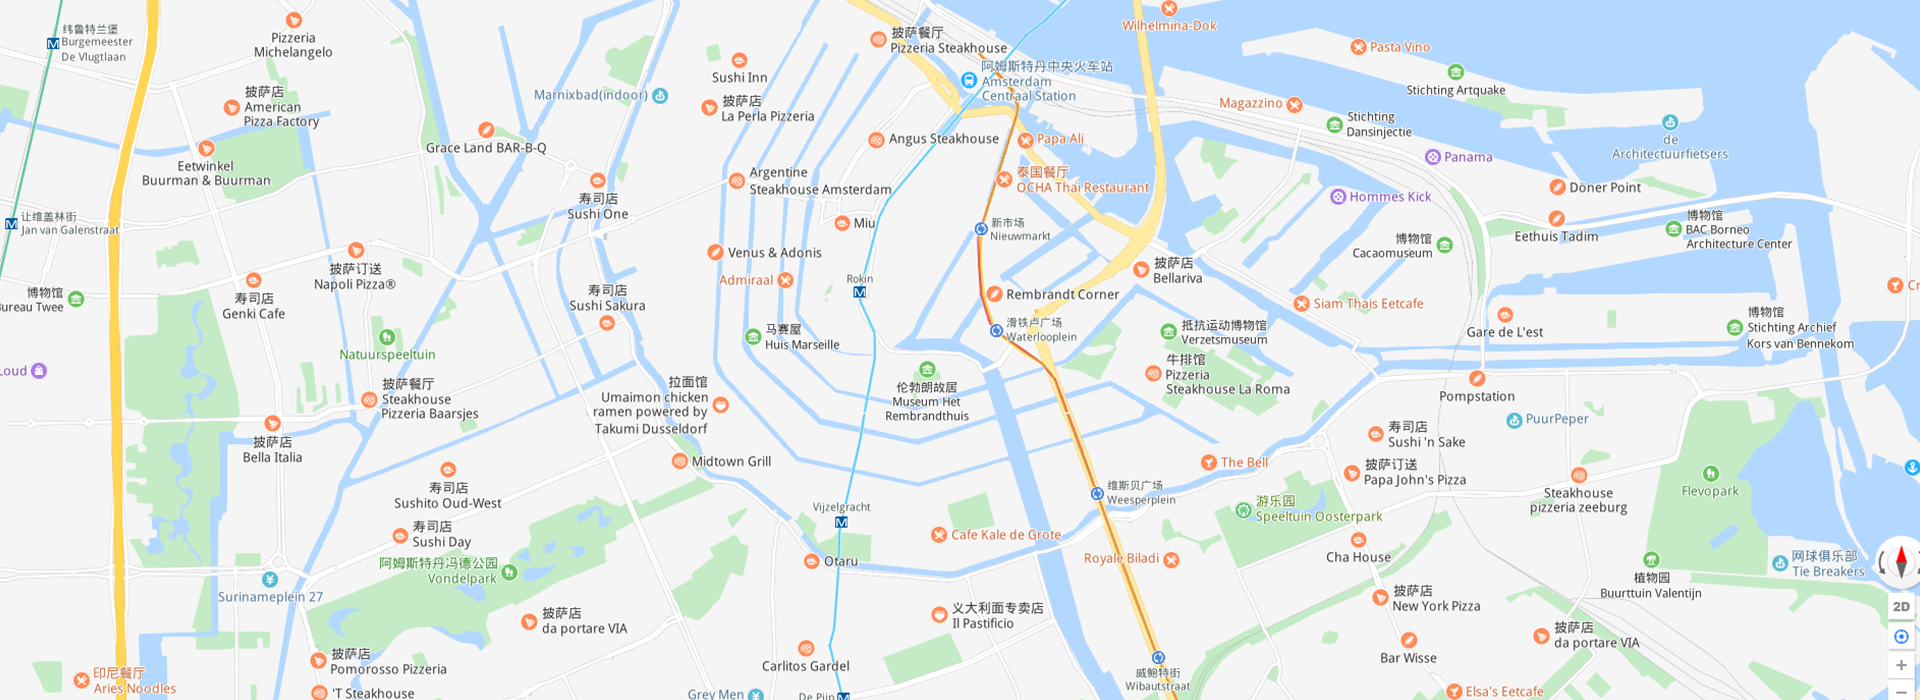 纬鲁特兰堡
Burgemeester
De Vlugtlaan
Pizzeria
Michelangelo
披萨餐厅
Pizzeria Steakhouse
Wilhelmina-Dok
Pasta Vino
Sushi Inn
阿姆斯特丹中央火车站
Amsterdam
Centraal Station
Stichting Artquake
披萨店
American
Pizza Factory
Marnixbad(indoor)
披萨店
La Perla Pizzeria
Magazzino
Stichting
Dansinjectie
de
Architectuurfietsers
Grace Land BAR-B-Q
Angus Steakhouse
Papa Ali
Panama
Eetwinkel
Buurman & Buurman
Argentine
Steakhouse Amsterdam
泰国餐厅
OCHA Thai Restaurant
Hommes Kick
Döner Point
寿司店
Sushi One
让维盖林街
Jan van Galenstraat
Miu
新市场
Nieuwmarkt
Eethuis Tadim
博物馆
BAC Borneo
Architecture Center
博物馆
Cacaomuseum
披萨订送
Napoli Pizza®
Venus & Adonis
披萨店
Bellariva
寿司店
Genki Cafe
Admiraal
Rokin
博物馆
Bureau Twee
寿司店
Sushi Sakura
Rembrandt Corner
Siam Thais Eetcafe
Cr
Gare de L'est
博物馆
Stichting Archief
Kors van Bennekom
Natuurspeeltuin
马赛屋
Huis Marseille
滑铁卢广场
Waterlooplein
抵抗运动博物馆
Verzetsmuseum
Loud
披萨餐厅
Steakhouse
Pizzeria Baarsjes
拉面馆
Umaimon chicken
ramen powered by
Takumi Dusseldorf
伦勃朗故居
Museum Het
Rembrandthuis
牛排馆
Pizzeria
Steakhouse La Roma
Pompstation
PuurPeper
披萨店
Bella Italia
寿司店
Sushi 'n Sake
Midtown Grill
The Bell
披萨订送
Papa John's Pizza
寿司店
Sushito Oud-West
维斯贝广场
Weesperplein
Steakhouse
pizzeria zeeburg
Flevopark
Vijzelgracht
游乐园
Speeltuin Oosterpark
寿司店
Sushi Day
Cafe Kale de Grote
阿姆斯特丹冯德公园
Vondelpark
Otaru
Royale Biladi
Cha House
植物园
Buurttuin Valentijn
网球俱乐部
Tie Breakers
Surinameplein 27
披萨店
da portare VIA
义大利面专卖店
Il Pastificio
披萨店
New York Pizza
2D
披萨店
da portare VIA
披萨店
Pomorosso Pizzeria
Carlitos Gardel
Bar Wisse
印尼餐厅
Aries Noodles
威鲍特街
Wibautstraat
'T Steakhouse
Grey Men
De Pijp
Elsa's Eetcafe